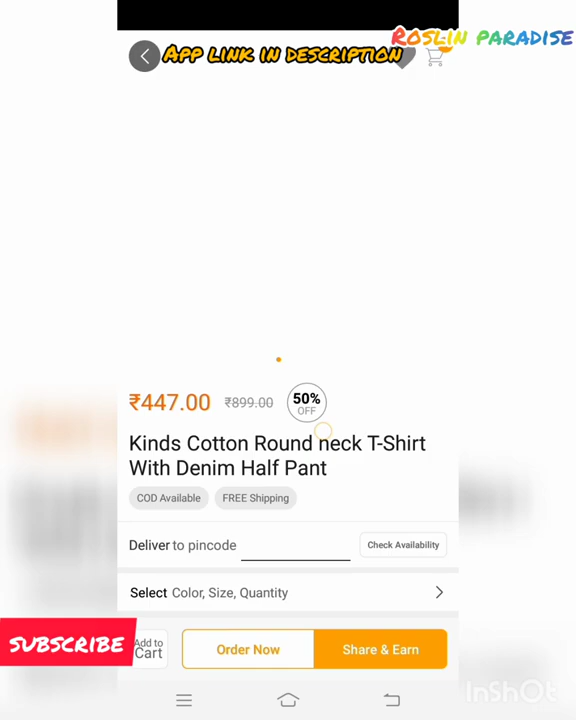 ROSLIN PARADISE
APP LINK IN DESCRIPTION
₹447.00 ₹899.00 50% OFF
Kinds Cotton Round neck T-Shirt
With Denim Half Pant
COD Available FREE Shipping
Deliver to pincode Check Availability
Select Color, Size, Quantity
SUBSCRIBE
Add to
Cart
Order Now Share & Earn
InShOt